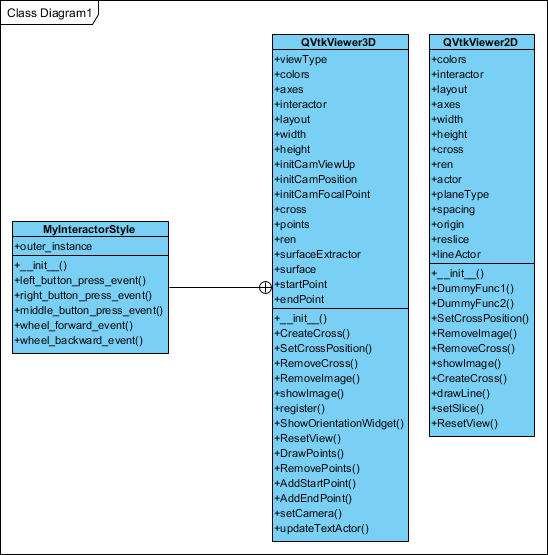 Class Diagram1
MyInteractorStyle
+outer_instance
+__init__()
+left_button_press_event()
+right_button_press_event()
+middle_button_press_event()
+wheel_forward_event()
+wheel_backward_event()
QVtkViewer3D
+viewType
+colors
+axes
+interactor
+layout
+width
+height
+initCamViewUp
+initCamPosition
+initCamFocalPoint
+cross
+points
+ren
+surfaceExtractor
+surface
+startPoint
+endPoint
+__init__()
+CreateCross()
+SetCrossPosition()
+RemoveCross()
+RemoveImage()
+showImage()
+register()
+ShowOrientationWidget()
+ResetView()
+DrawPoints()
+RemovePoints()
+AddStartPoint()
+AddEndPoint()
+setCamera()
+updateTextActor()
QVtkViewer2D
+colors
+interactor
+layout
+axes
+width
+height
+cross
+ren
+actor
+planeType
+spacing
+origin
+reslice
+lineActor
+__init__()
+DummyFunc1()
+DummyFunc2()
+SetCrossPosition()
+RemoveImage()
+RemoveCross()
+showImage()
+CreateCross()
+drawLine()
+setSlice()
+ResetView()